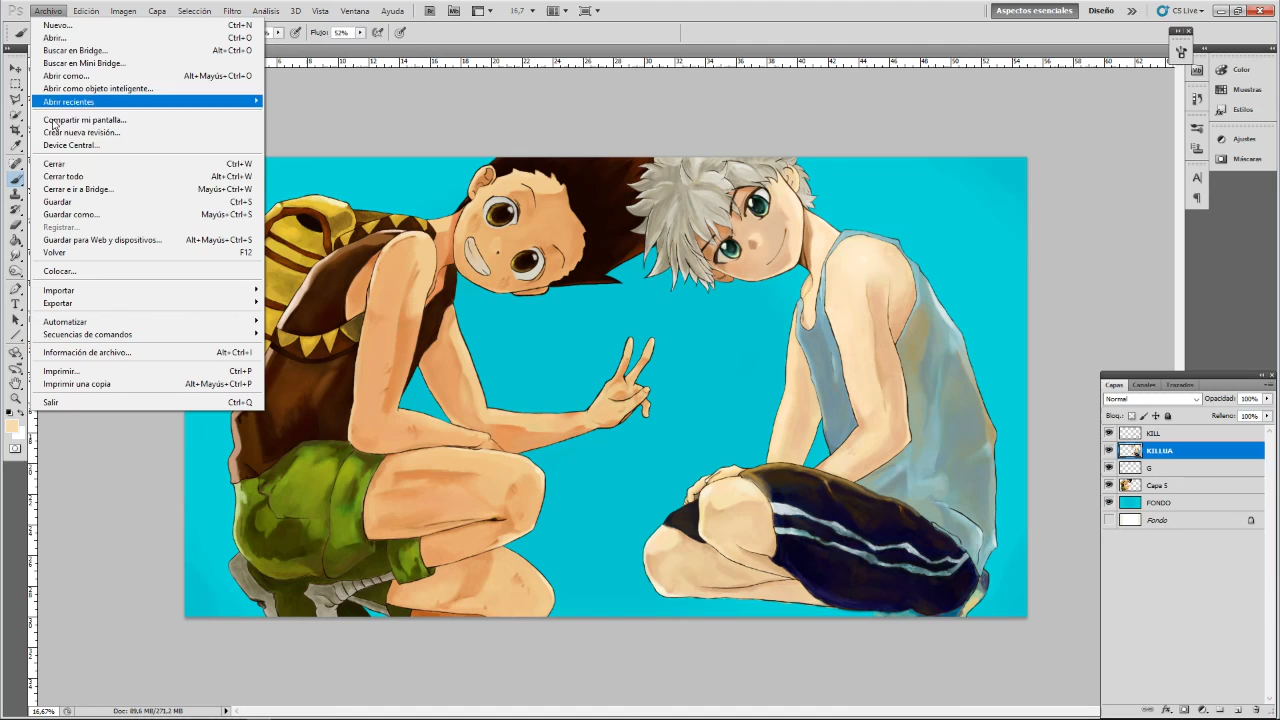 Ps Archivo Edición Imagen Capa Selección Filtro Análisis 3D Vista Ventana Ayuda Br Mb 15,7 Aspectos esenciales Diseño CS Live
Flujo: 52%
Nuevo... Ctrl+N
Abrir... Ctrl+O
Buscar en Bridge... Alt+Ctrl+O
Buscar en Mini Bridge...
Abrir como... Alt+Mayús+Ctrl+O
Abrir como objeto inteligente...
Abrir recientes
Compartir mi pantalla...
Crear nueva revisión...
Device Central...
Cerrar Ctrl+W
Cerrar todo Alt+Ctrl+W
Cerrar e ir a Bridge... Mayús+Ctrl+W
Guardar Ctrl+S
Guardar como... Mayús+Ctrl+S
Registrar...
Guardar para Web y dispositivos... Alt+Mayús+Ctrl+S
Volver F12
Colocar...
Importar
Exportar
Automatizar
Secuencias de comandos
Información de archivo... Alt+Ctrl+I
Imprimir... Ctrl+P
Imprimir una copia Alt+Mayús+Ctrl+P
Salir Ctrl+Q
Color
Muestras
Estilos
Ajustes
Máscaras
Capas Canales Trazados
Normal Opacidad: 100%
Bloq.: Relleno: 100%
KILL
KILLUA
G
Capa 5
FONDO
Fondo
16,67% Doc: 89,6 MB/271,2 MB